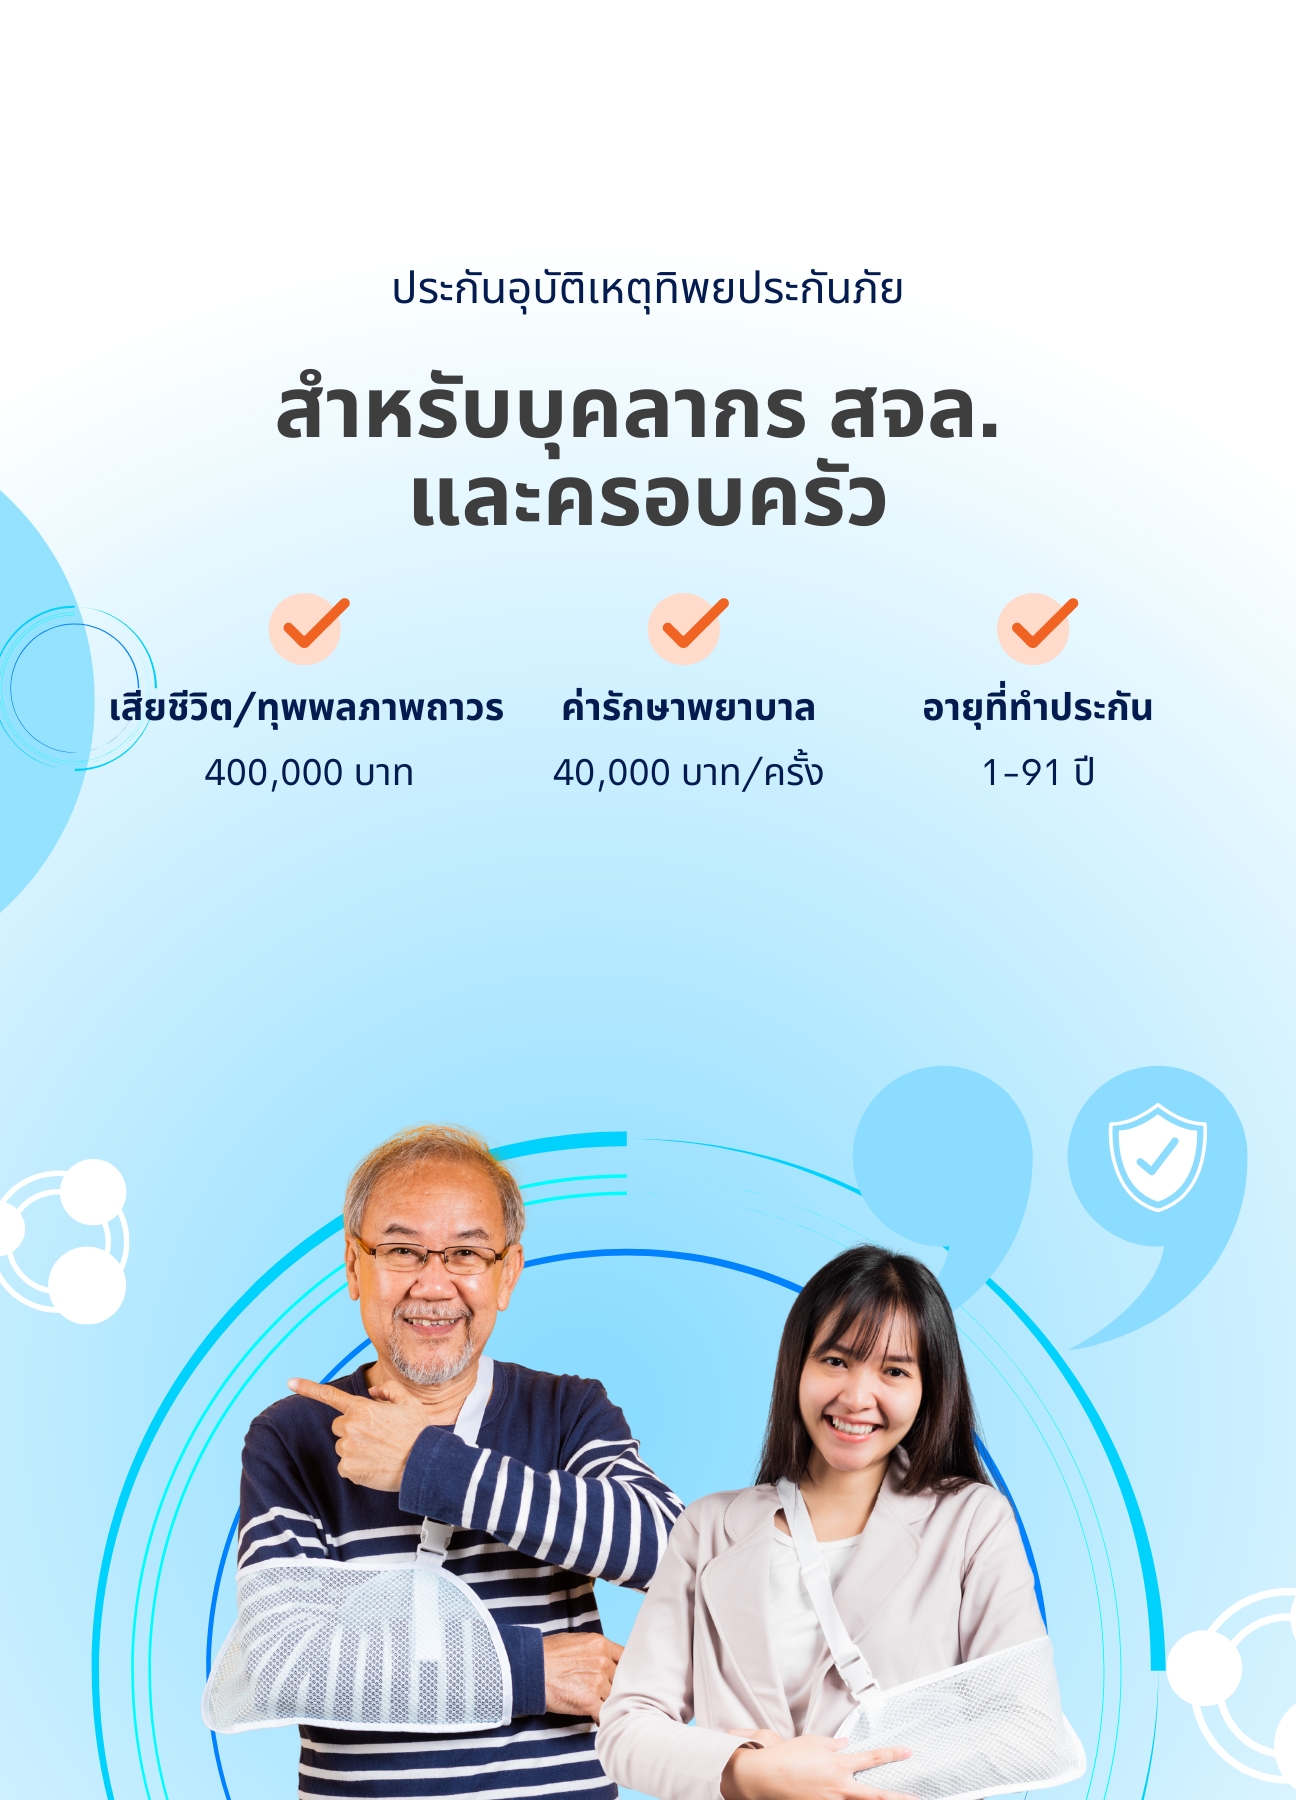 ประกันอุบัติเหตุทิพยประกันภัย
สำหรับบุคลากร สจล.
และครอบครัว
เสียชีวิต/ทุพพลภาพถาวร
400,000 บาท
ค่ารักษาพยาบาล
40,000 บาท/ครั้ง
อายุที่ทำประกัน
1-91 ปี